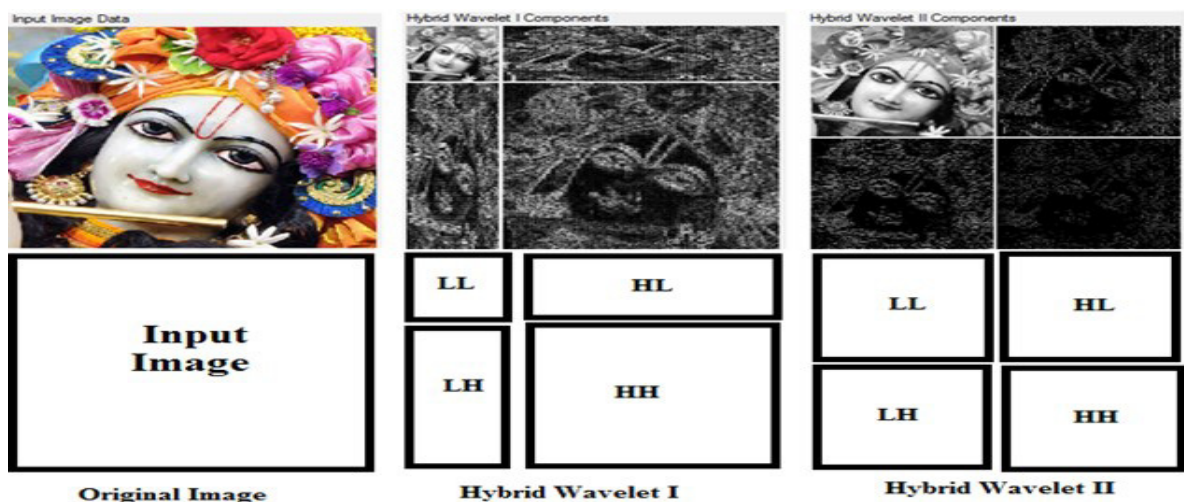 Input Image Data
Hybrid Wavelet I Components
Hybrid Wavelet II Components
LL
HL
LL
HL
Input
Image
LH
HH
LH
HH
Original Image
Hybrid Wavelet I
Hybrid Wavelet II